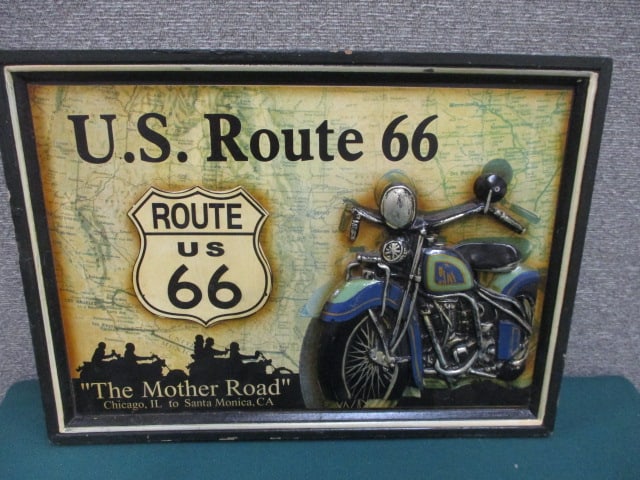 U.S. Route 66
ROUTE
US
66
"The Mother Road"
Chicago, IL to Santa Monica, CA